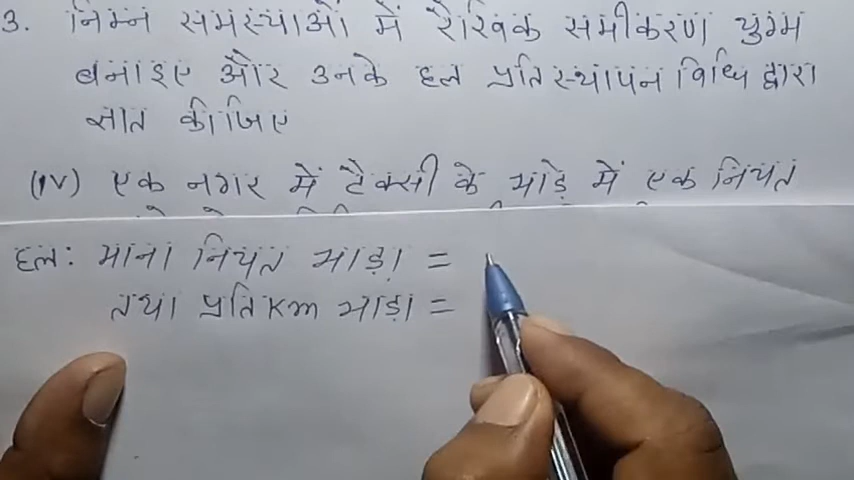 3. निम्न समस्याओं में रैखिक समीकरण युग्म
बनाइए और उनके हल प्रतिस्थापन विधि द्वारा
ज्ञात कीजिए
(iv) एक नगर में टैक्सी के भाड़े में एक नियत
हल: माना नियत भाड़ा =
तथा प्रति Km भाड़ा =